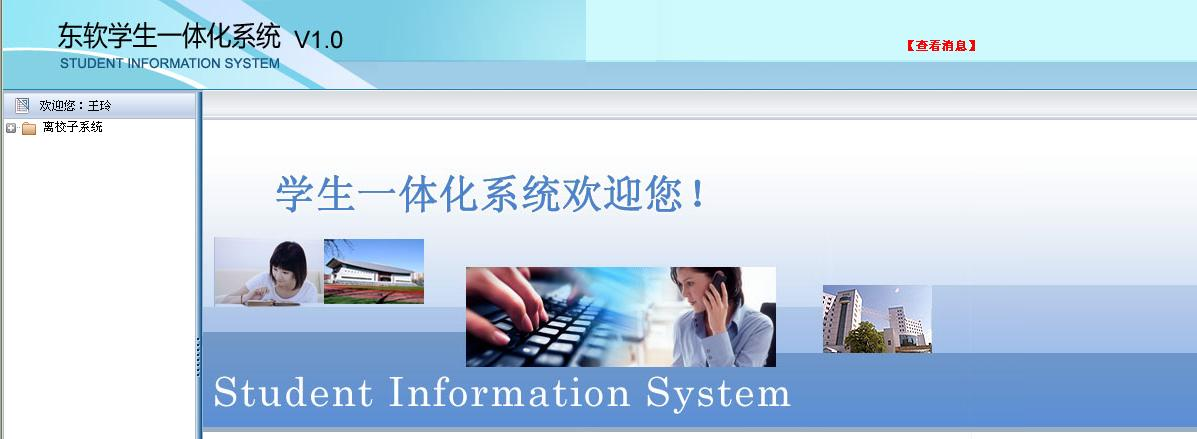 东软学生一体化系统 V1.0
STUDENT INFORMATION SYSTEM
【查看消息】
欢迎您：王玲
离校子系统
学生一体化系统欢迎您！
Student Information System